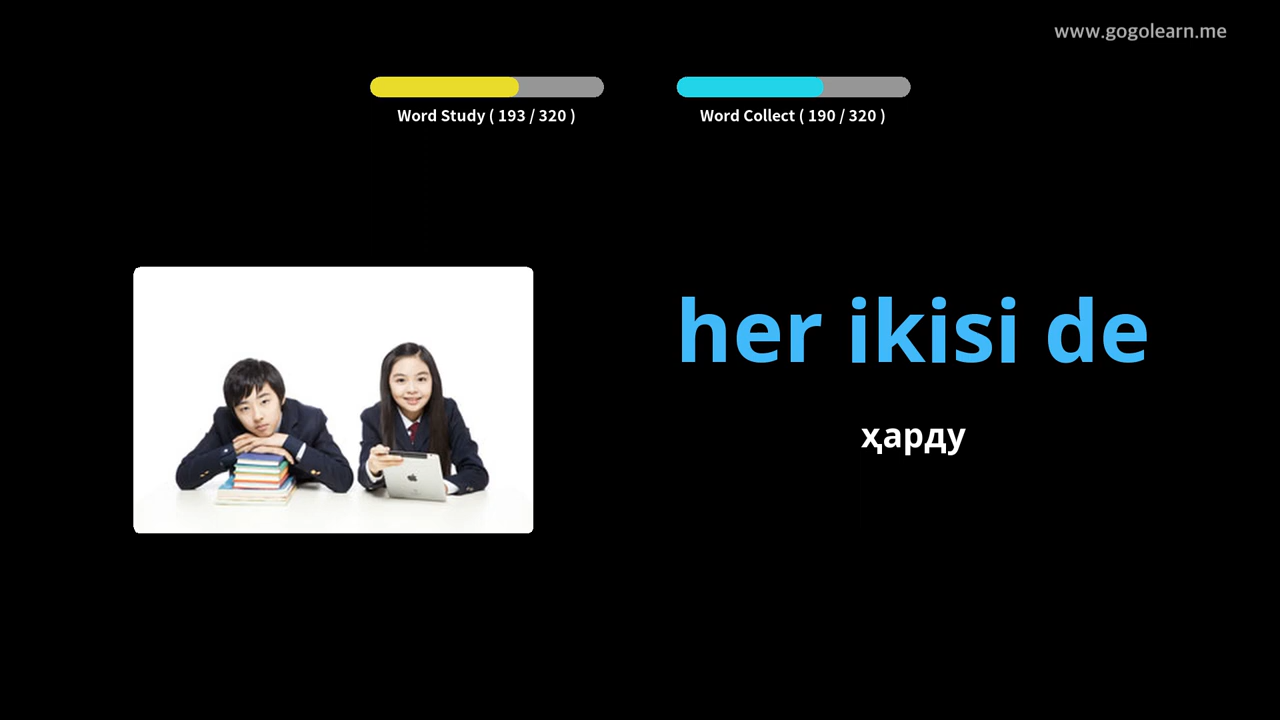 www.gogolearn.me
Word Study ( 193 / 320 )
Word Collect ( 190 / 320 )
her ikisi de
ҳарду